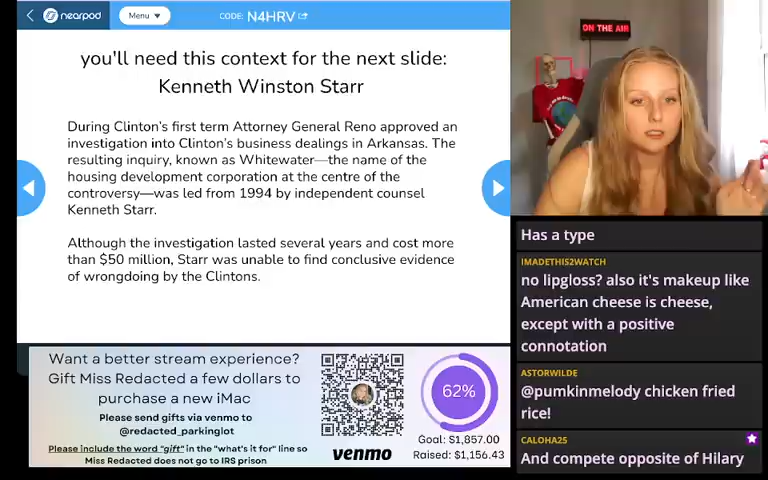 nearpod
Menu
CODE: N4HRV
ON THE AIR
you'll need this context for the next slide:
Kenneth Winston Starr
During Clinton's first term Attorney General Reno approved an
investigation into Clinton's business dealings in Arkansas. The
resulting inquiry, known as Whitewater—the name of the
housing development corporation at the centre of the
controversy—was led from 1994 by independent counsel
Kenneth Starr.
Although the investigation lasted several years and cost more
than $50 million, Starr was unable to find conclusive evidence
of wrongdoing by the Clintons.
Want a better stream experience?
Gift Miss Redacted a few dollars to
purchase a new iMac
Please send gifts via venmo to
@redacted_parkinglot
Please include the word "gift" in the "what's it for" line so
Miss Redacted does not go to IRS prison
venmo
62%
Goal: $1,857.00
Raised: $1,156.43
Has a type
IMADETHIS2WATCH
no lipgloss? also it's makeup like
American cheese is cheese,
except with a positive
connotation
ASTORWILDE
@pumkinmelody chicken fried
rice!
CALOHA25
And compete opposite of Hilary